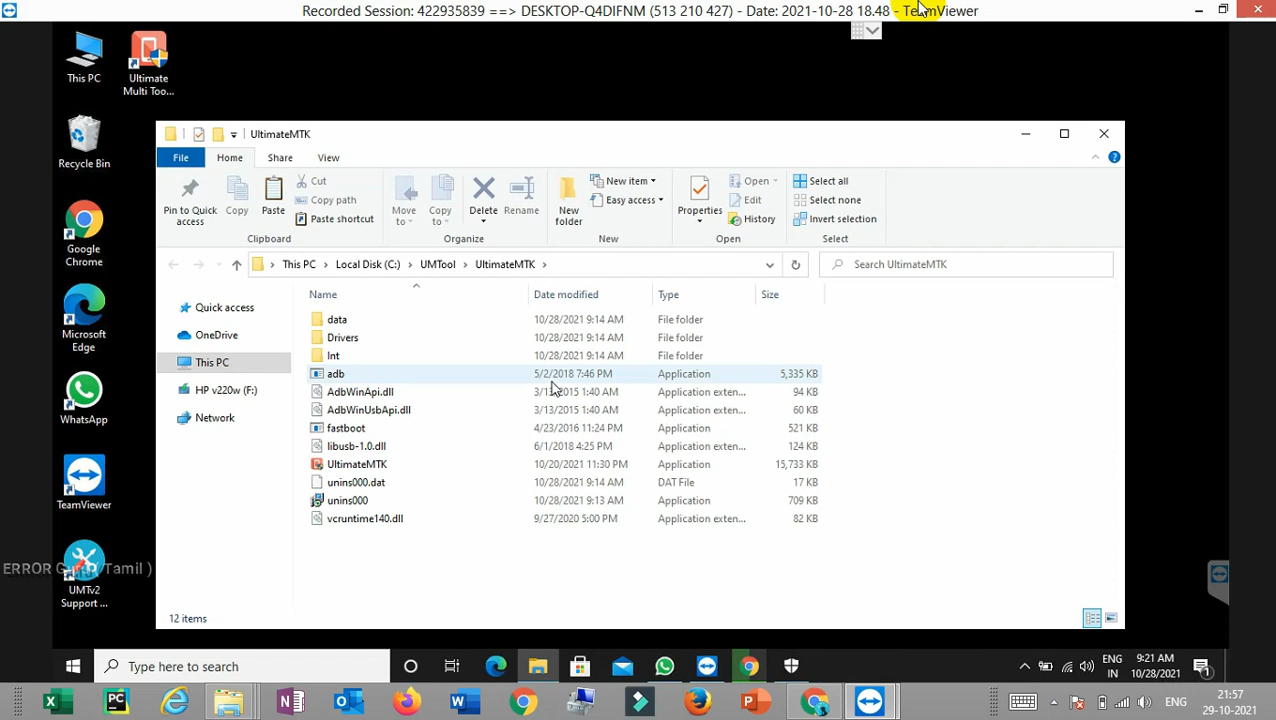 Recorded Session: 422935839 ==> DESKTOP-Q4DIFNM (513 210 427) - Date: 2021-10-28 18.48 - TeamViewer
This PC
Ultimate
Multi Too...
Recycle Bin
Google
Chrome
Microsoft
Edge
WhatsApp
TeamViewer
ERROR Guru ( Tamil )
UMTv2
Support ...
UltimateMTK
File Home Share View
Pin to Quick
access
Copy
Paste
Cut
Copy path
Paste shortcut
Clipboard
Move
to
Copy
to
Delete
Rename
Organize
New
folder
New item
Easy access
New
Properties
Open
Edit
History
Open
Select all
Select none
Invert selection
Select
This PC > Local Disk (C:) > UMTool > UltimateMTK >
Search UltimateMTK
Quick access
OneDrive
This PC
HP v220w (F:)
Network
Name Date modified Type Size
data 10/28/2021 9:14 AM File folder
Drivers 10/28/2021 9:14 AM File folder
Int 10/28/2021 9:14 AM File folder
adb 5/2/2018 7:46 PM Application 5,335 KB
AdbWinApi.dll 3/13/2015 1:40 AM Application exten... 94 KB
AdbWinUsbApi.dll 3/13/2015 1:40 AM Application exten... 60 KB
fastboot 4/23/2016 11:24 PM Application 521 KB
libusb-1.0.dll 6/1/2018 4:25 PM Application exten... 124 KB
UltimateMTK 10/20/2021 11:30 PM Application 15,733 KB
unins000.dat 10/28/2021 9:14 AM DAT File 17 KB
unins000 10/28/2021 9:13 AM Application 709 KB
vcruntime140.dll 9/27/2020 5:00 PM Application exten... 82 KB
12 items
Type here to search
ENG
IN
9:21 AM
10/28/2021
1
ENG
21:57
29-10-2021